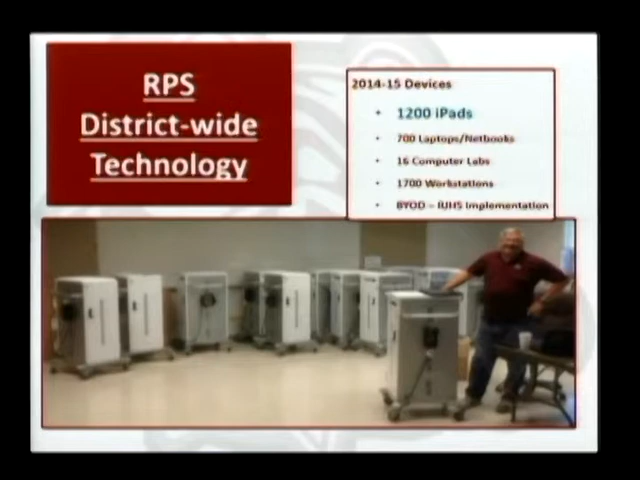 RPS
District-wide
Technology
2014-15 Devices
• 1200 iPads
• 700 Laptops/Netbooks
• 16 Computer Labs
• 1700 Workstations
• BYOD – IUHS Implementation